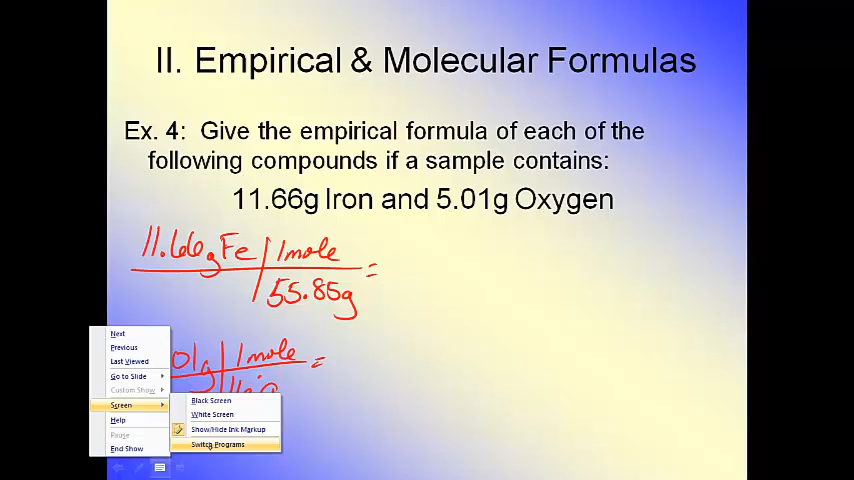 II. Empirical & Molecular Formulas
Ex. 4: Give the empirical formula of each of the
following compounds if a sample contains:
11.66g Iron and 5.01g Oxygen
11.66g Fe | 1mole =
55.85g
01g | 1mole =
Next
Previous
Last Viewed
Go to Slide
Custom Show
Screen
Help
Pause
End Show
Black Screen
White Screen
Show/Hide Ink Markup
Switch Programs